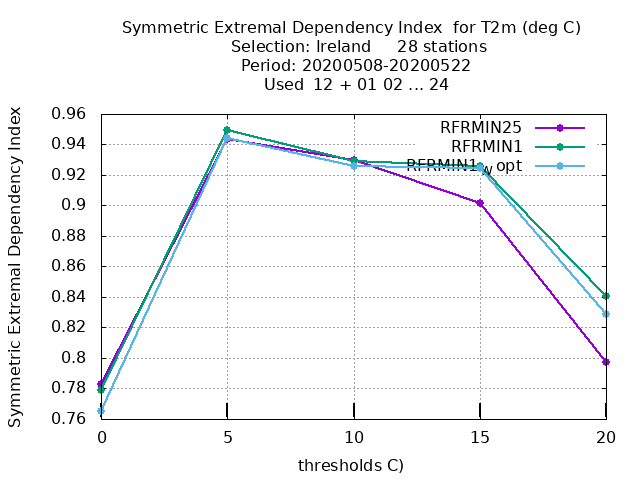 Symmetric Extremal Dependency Index  for T2m (deg C)
Selection: Ireland     28 stations
Period: 20200508-20200522
Used  12 + 01 02 ... 24
Symmetric Extremal Dependency Index
0.96
0.94
0.92
0.9
0.88
0.86
0.84
0.82
0.8
0.78
0.76
RFRMIN25
RFRMIN1
RFRMIN1wopt
0 5 10 15 20
thresholds C)